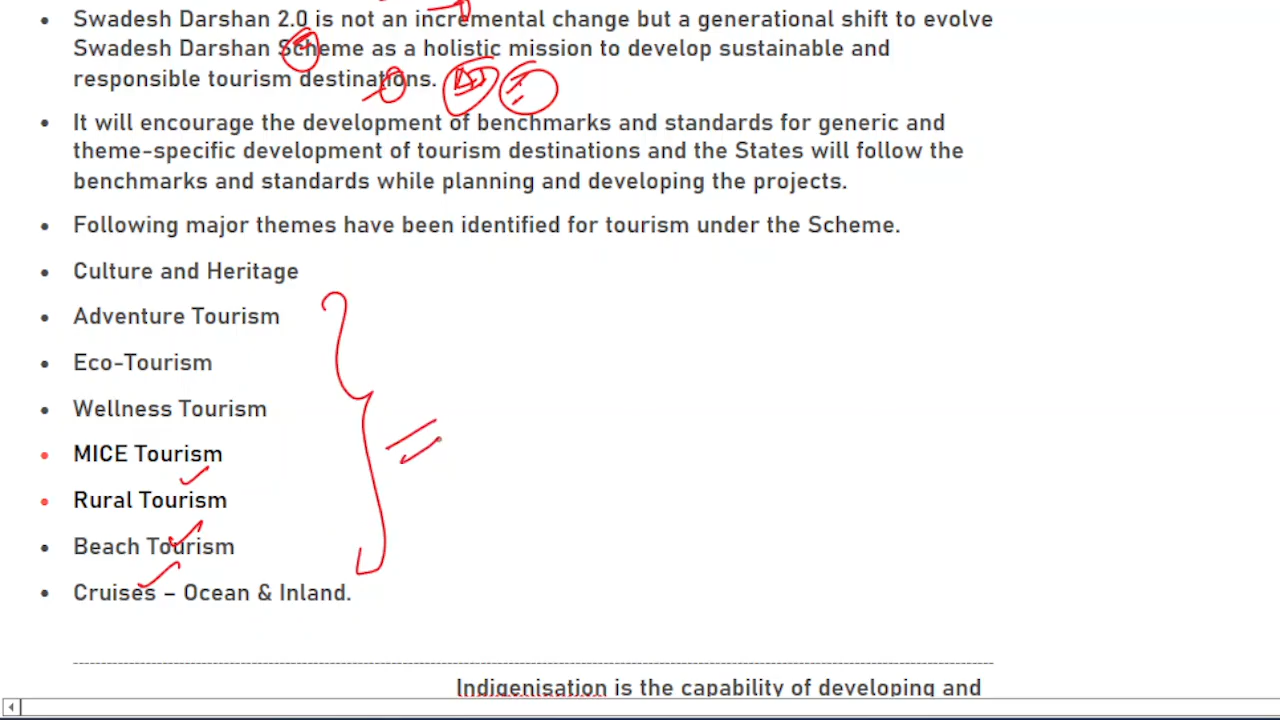 • Swadesh Darshan 2.0 is not an incremental change but a generational shift to evolve
Swadesh Darshan Scheme as a holistic mission to develop sustainable and
responsible tourism destinations.
• It will encourage the development of benchmarks and standards for generic and
theme-specific development of tourism destinations and the States will follow the
benchmarks and standards while planning and developing the projects.
• Following major themes have been identified for tourism under the Scheme.
• Culture and Heritage
• Adventure Tourism
• Eco-Tourism
• Wellness Tourism
• MICE Tourism
• Rural Tourism
• Beach Tourism
• Cruises – Ocean & Inland.
Indigenisation is the capability of developing and